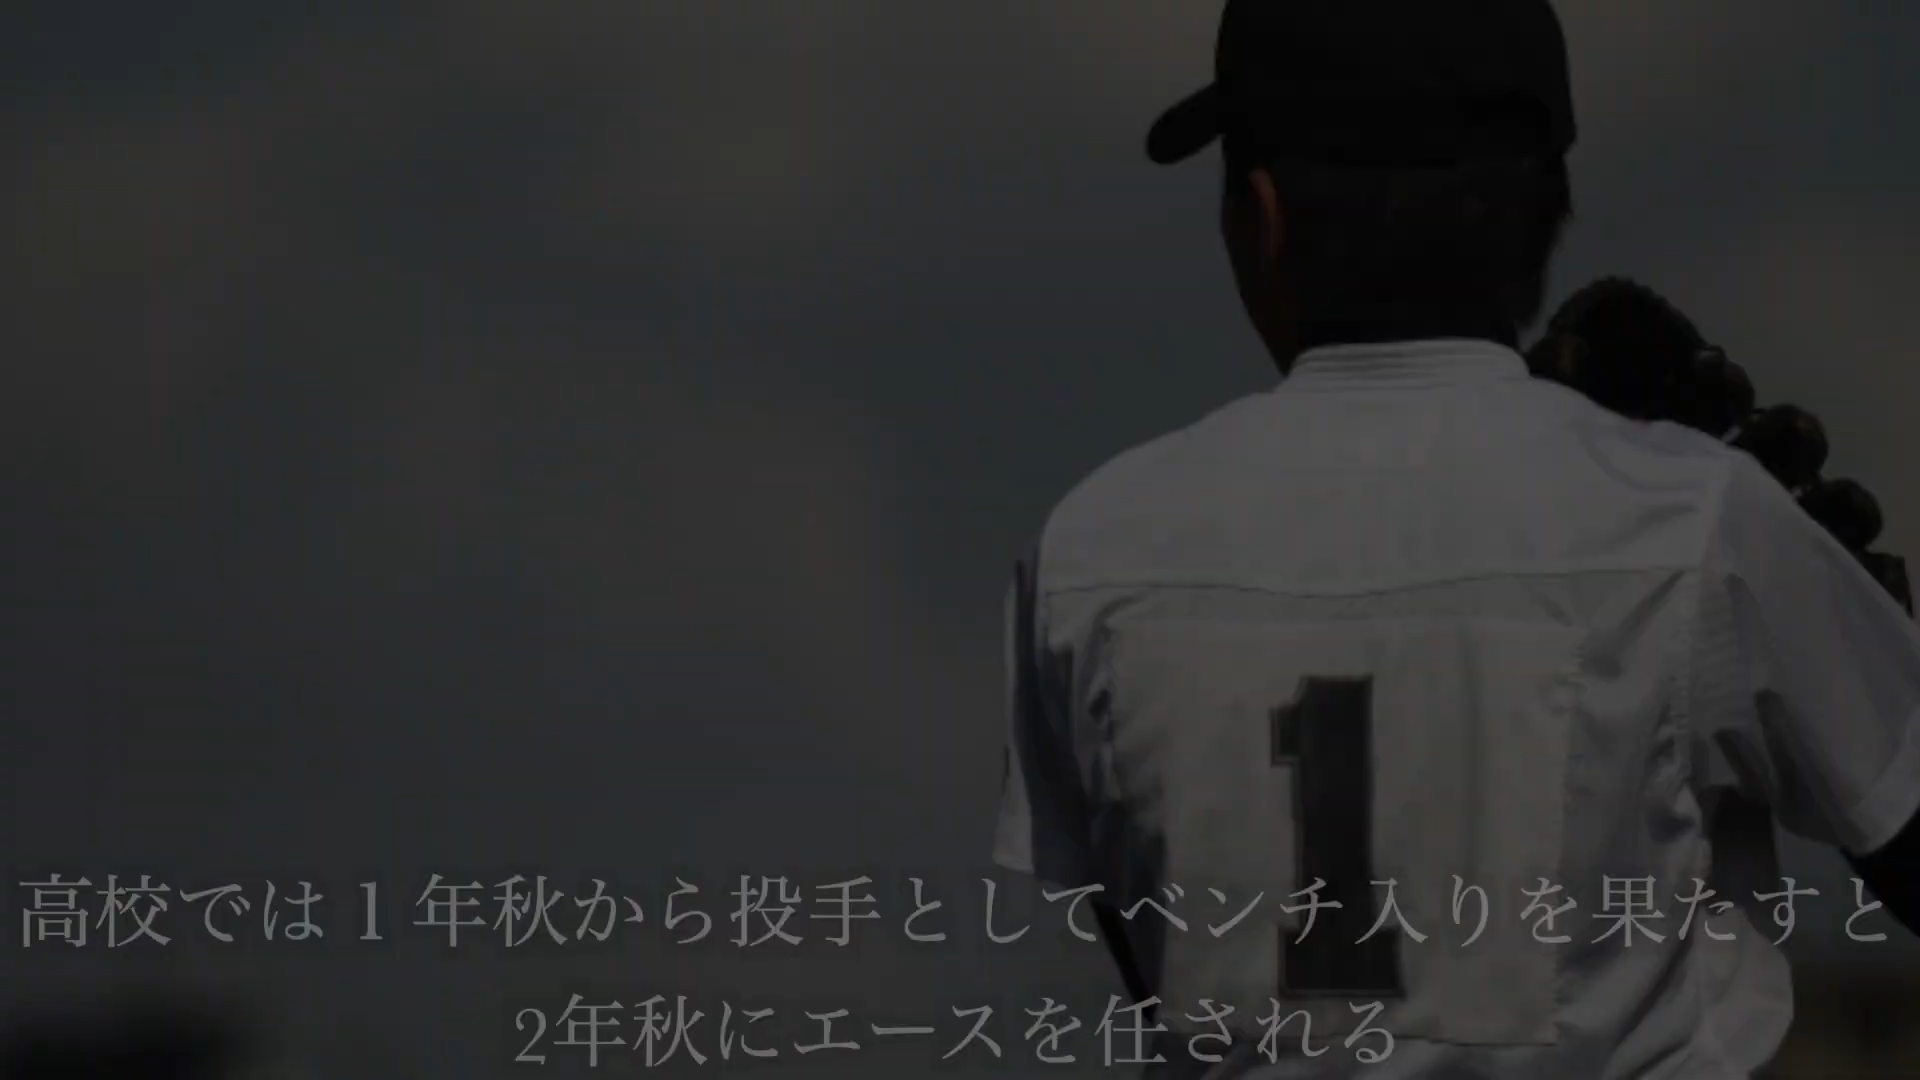 1
高校では１年秋から投手としてベンチ入りを果たすと
2年秋にエースを任される